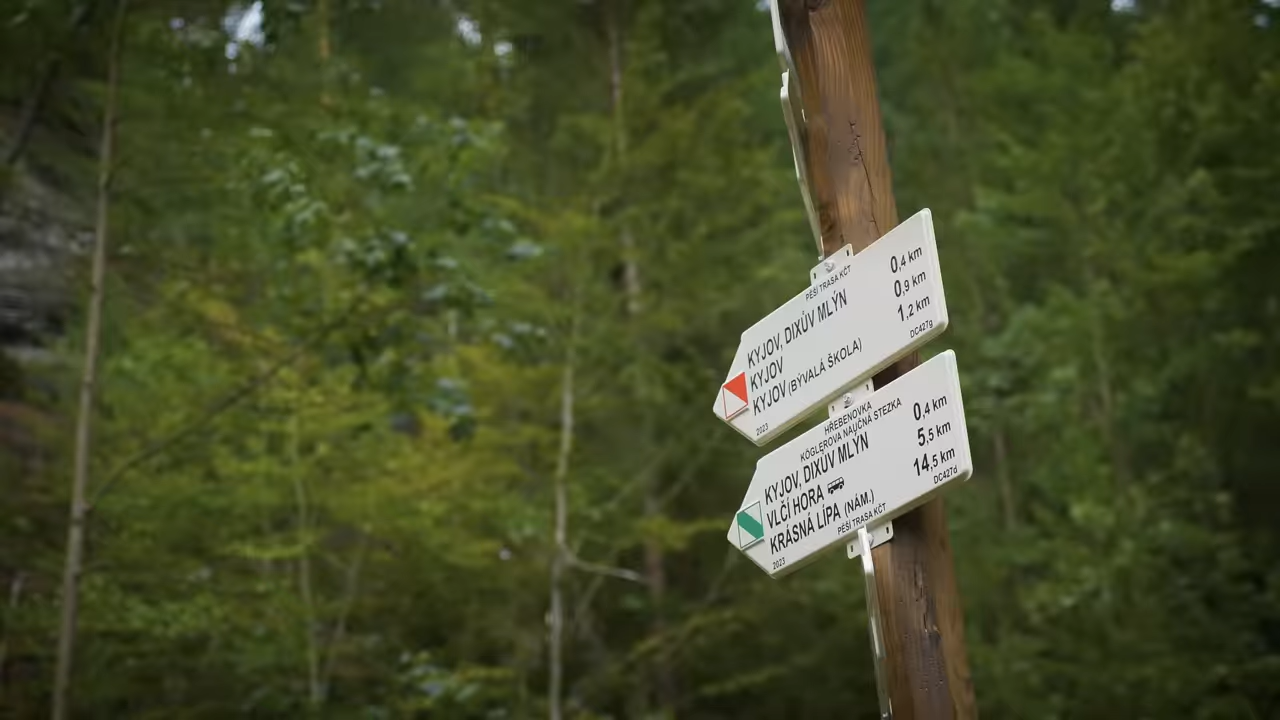 PĚŠÍ TRASA KČT
KYJOV, DIXŮV MLÝN 0,4 km
KYJOV 0,9 km
KYJOV (BÝVALÁ ŠKOLA) 1,2 km
2023 DC427g
HŘEBENOVKA
KÖGLEROVA NAUČNÁ STEZKA
KYJOV, DIXŮV MLÝN 0,4 km
VLČÍ HORA 5,5 km
KRÁSNÁ LÍPA (NÁM.) 14,5 km
2023 PĚŠÍ TRASA KČT DC427d